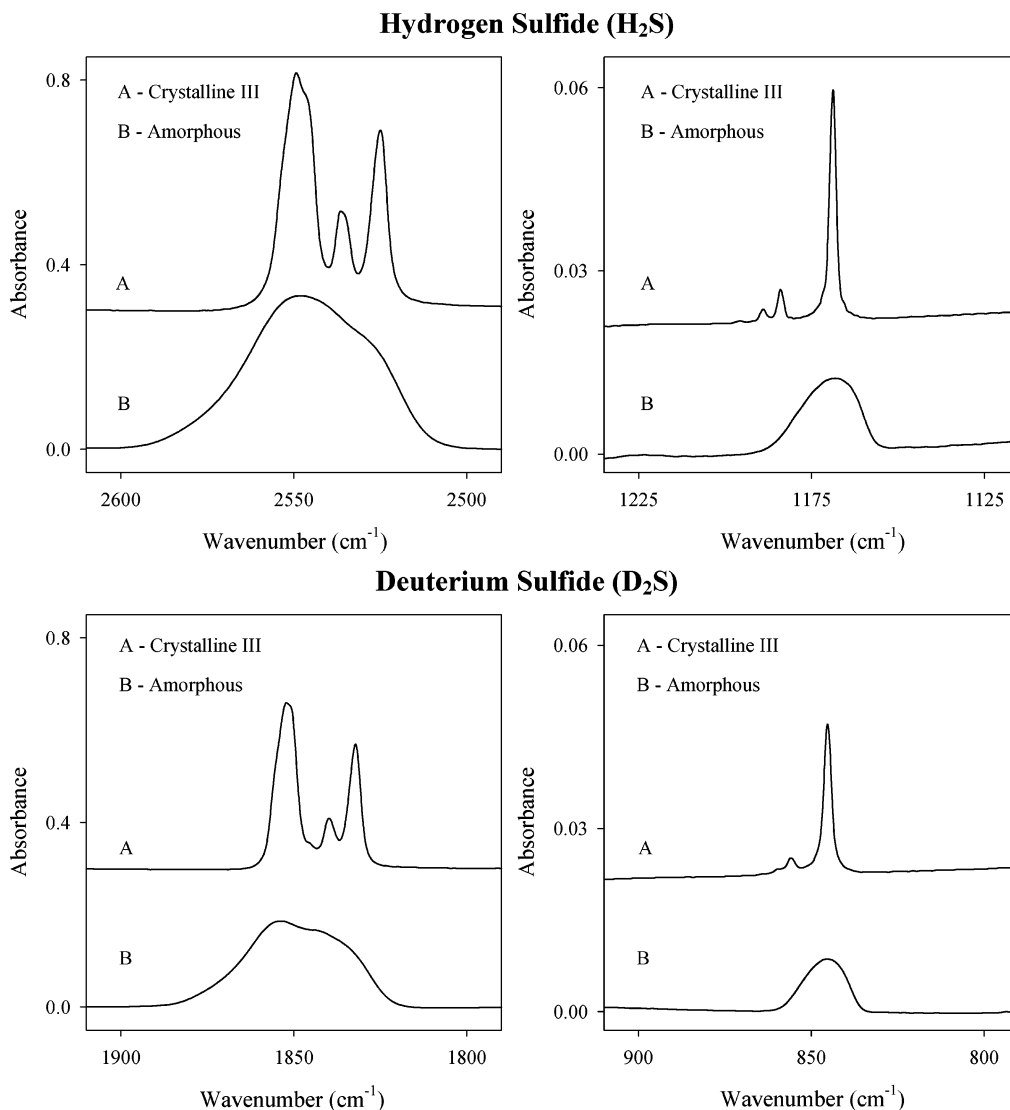 Hydrogen Sulfide (H₂S)
A - Crystalline III
B - Amorphous
Absorbance
0.8
0.4
0.0
A
B
2600 2550 2500
Wavenumber (cm⁻¹)
A - Crystalline III
B - Amorphous
Absorbance
0.06
0.03
0.00
A
B
1225 1175 1125
Wavenumber (cm⁻¹)
Deuterium Sulfide (D₂S)
A - Crystalline III
B - Amorphous
Absorbance
0.8
0.4
0.0
A
B
1900 1850 1800
Wavenumber (cm⁻¹)
A - Crystalline III
B - Amorphous
Absorbance
0.06
0.03
0.00
A
B
900 850 800
Wavenumber (cm⁻¹)